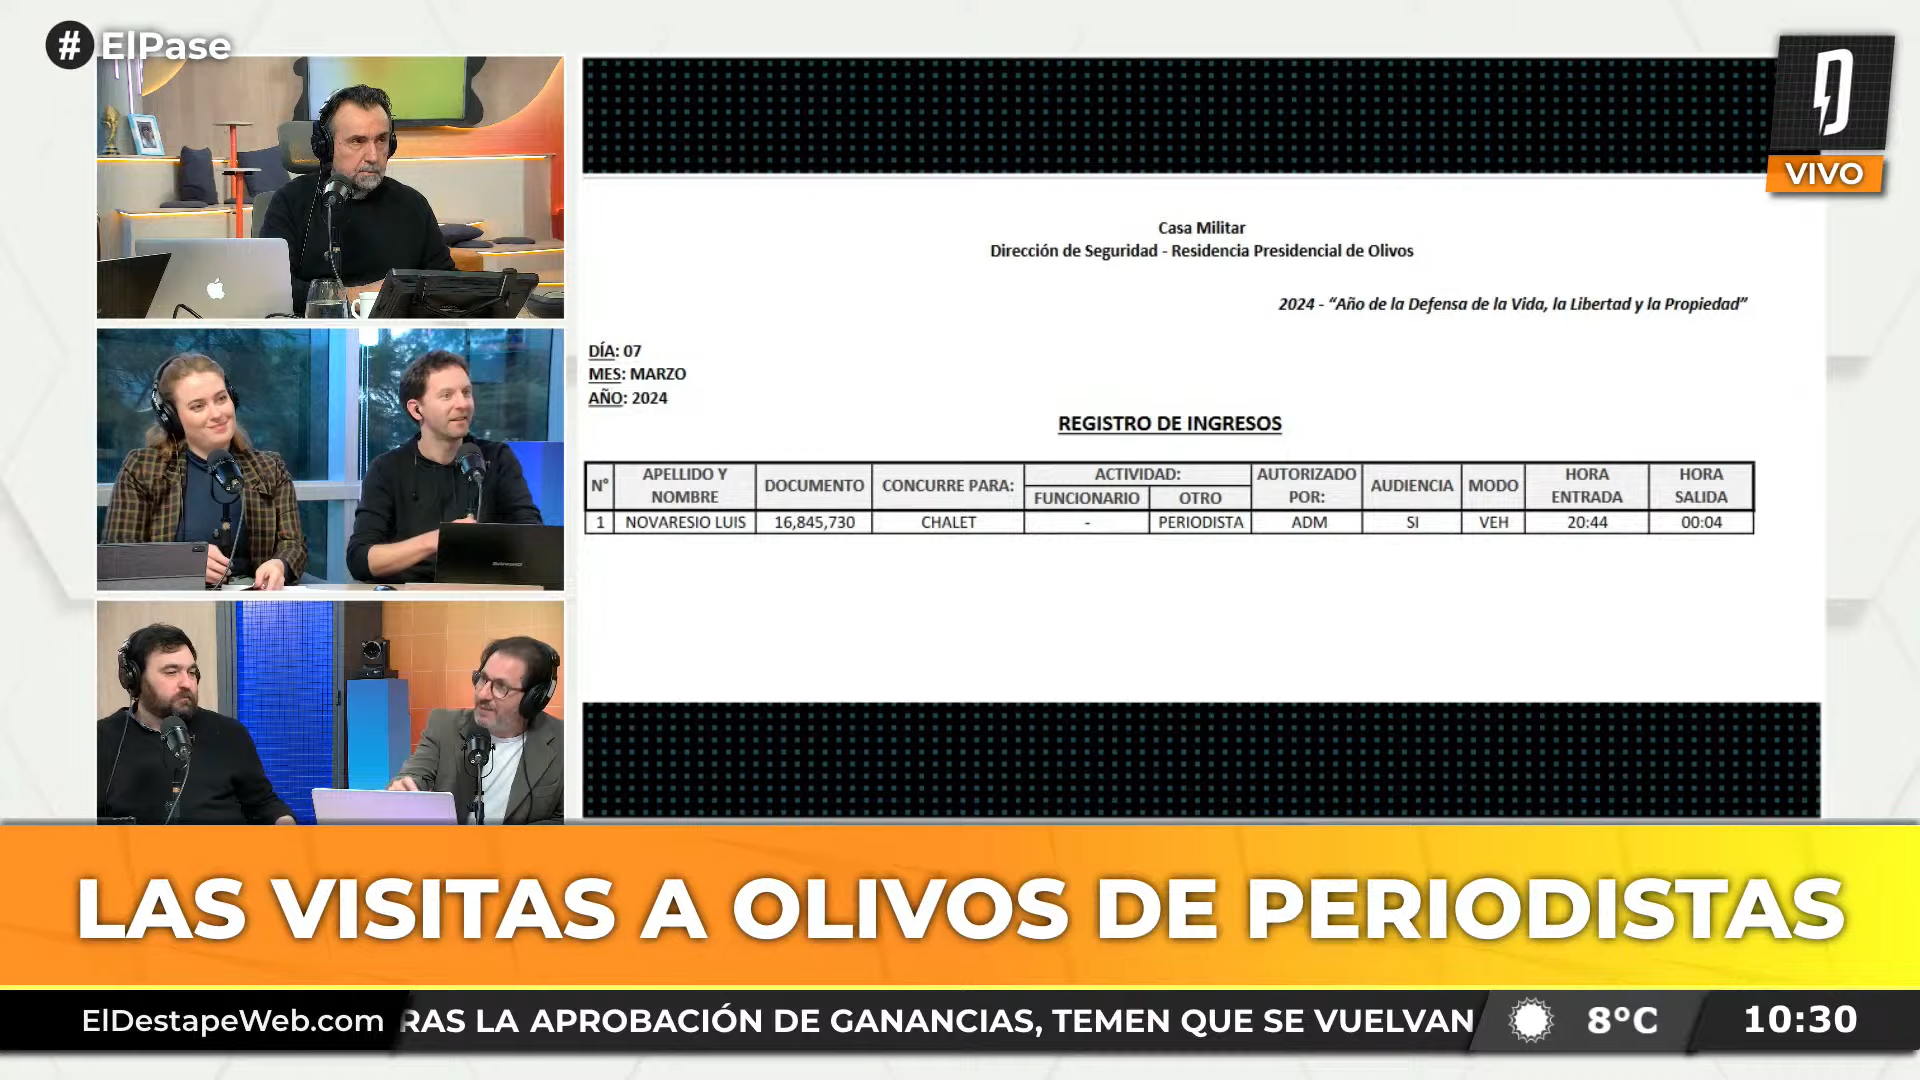 # ElPase
VIVO
Casa Militar
Dirección de Seguridad - Residencia Presidencial de Olivos
2024 - “Año de la Defensa de la Vida, la Libertad y la Propiedad”
DÍA: 07
MES: MARZO
AÑO: 2024
REGISTRO DE INGRESOS
N° APELLIDO Y NOMBRE DOCUMENTO CONCURRE PARA: ACTIVIDAD: FUNCIONARIO OTRO AUTORIZADO POR: AUDIENCIA MODO HORA ENTRADA HORA SALIDA
1 NOVARESIO LUIS 16,845,730 CHALET - PERIODISTA ADM SI VEH 20:44 00:04
LAS VISITAS A OLIVOS DE PERIODISTAS
ElDestapeWeb.com RAS LA APROBACIÓN DE GANANCIAS, TEMEN QUE SE VUELVAN 8°C 10:30